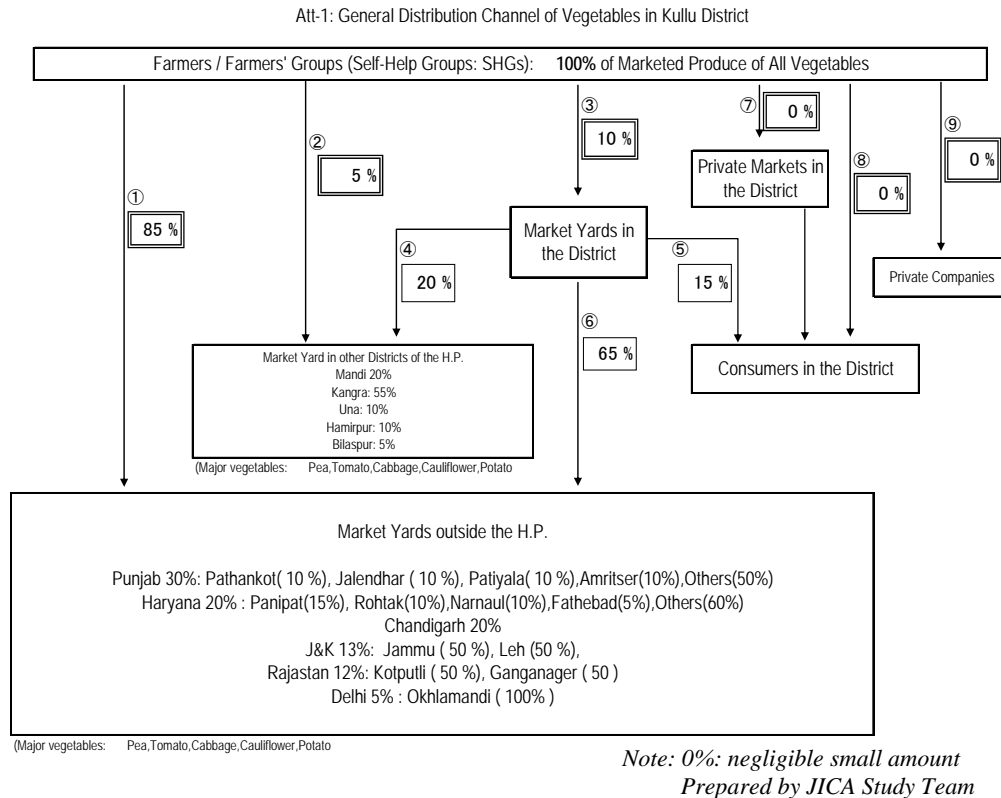 Att-1: General Distribution Channel of Vegetables in Kullu District
Farmers / Farmers' Groups (Self-Help Groups: SHGs): 100% of Marketed Produce of All Vegetables
①
85 %
②
5 %
③
10 %
⑦
0 %
⑧
0 %
⑨
0 %
Private Markets in
the District
Market Yards in
the District
④
20 %
⑤
15 %
⑥
65 %
Private Companies
Market Yard in other Districts of the H.P.
Mandi 20%
Kangra: 55%
Una: 10%
Hamirpur: 10%
Bilaspur: 5%
(Major vegetables: Pea,Tomato,Cabbage,Cauliflower,Potato
Consumers in the District
Market Yards outside the H.P.
Punjab 30%: Pathankot( 10 %), Jalendhar ( 10 %), Patiyala( 10 %),Amritser(10%),Others(50%)
Haryana 20% : Panipat(15%), Rohtak(10%),Narnaul(10%),Fathebad(5%),Others(60%)
Chandigarh 20%
J&K 13%: Jammu ( 50 %), Leh (50 %),
Rajastan 12%: Kotputli ( 50 %), Ganganager ( 50 )
Delhi 5% : Okhlamandi ( 100% )
(Major vegetables: Pea,Tomato,Cabbage,Cauliflower,Potato
Note: 0%: negligible small amount
Prepared by JICA Study Team